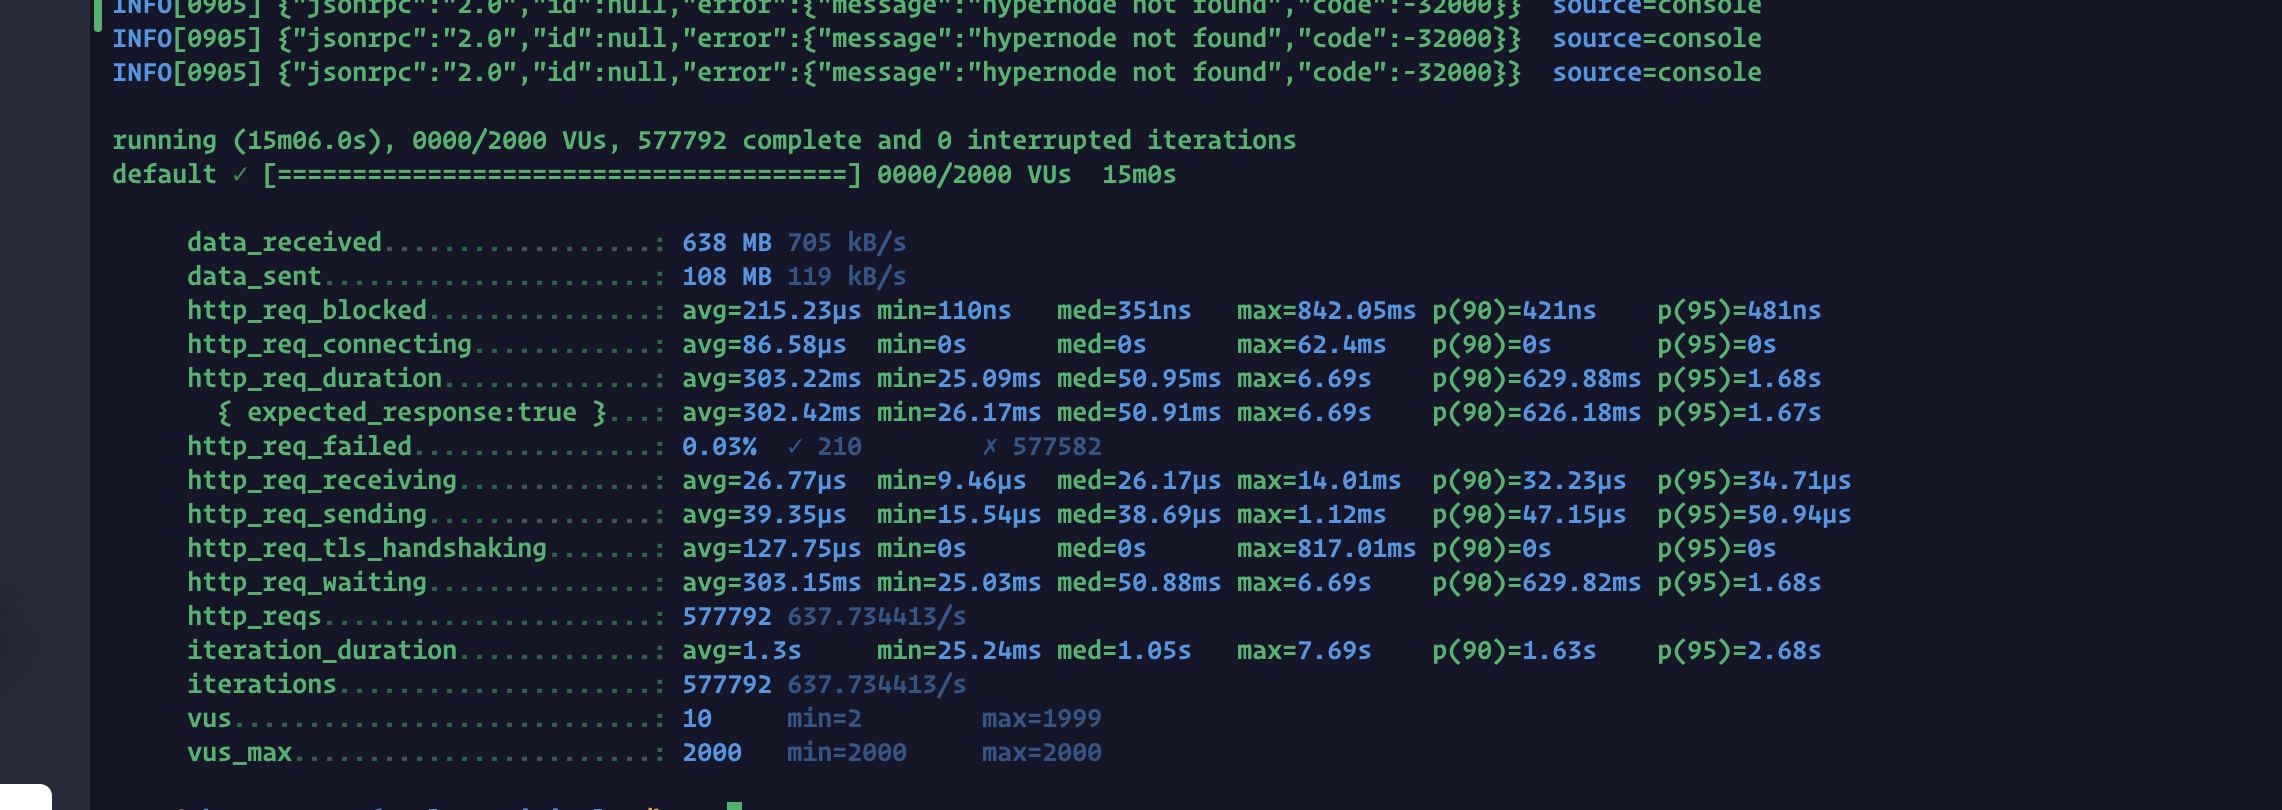 INFO[0905] {"jsonrpc":"2.0","id":null,"error":{"message":"hypernode not found","code":-32000}}  source=console
INFO[0905] {"jsonrpc":"2.0","id":null,"error":{"message":"hypernode not found","code":-32000}}  source=console
INFO[0905] {"jsonrpc":"2.0","id":null,"error":{"message":"hypernode not found","code":-32000}}  source=console
running (15m06.0s), 0000/2000 VUs, 577792 complete and 0 interrupted iterations
default ✓ [======================================] 0000/2000 VUs  15m0s
data_received..................: 638 MB 705 kB/s
data_sent......................: 108 MB 119 kB/s
http_req_blocked...............: avg=215.23µs min=110ns   med=351ns   max=842.05ms p(90)=421ns    p(95)=481ns
http_req_connecting............: avg=86.58µs  min=0s      med=0s      max=62.4ms   p(90)=0s       p(95)=0s
http_req_duration..............: avg=303.22ms min=25.09ms med=50.95ms max=6.69s    p(90)=629.88ms p(95)=1.68s
{ expected_response:true }...: avg=302.42ms min=26.17ms med=50.91ms max=6.69s    p(90)=626.18ms p(95)=1.67s
http_req_failed................: 0.03%  ✓ 210        ✗ 577582
http_req_receiving.............: avg=26.77µs  min=9.46µs  med=26.17µs max=14.01ms  p(90)=32.23µs  p(95)=34.71µs
http_req_sending...............: avg=39.35µs  min=15.54µs med=38.69µs max=1.12ms   p(90)=47.15µs  p(95)=50.94µs
http_req_tls_handshaking.......: avg=127.75µs min=0s      med=0s      max=817.01ms p(90)=0s       p(95)=0s
http_req_waiting...............: avg=303.15ms min=25.03ms med=50.88ms max=6.69s    p(90)=629.82ms p(95)=1.68s
http_reqs......................: 577792 637.734413/s
iteration_duration.............: avg=1.3s     min=25.24ms med=1.05s   max=7.69s    p(90)=1.63s    p(95)=2.68s
iterations.....................: 577792 637.734413/s
vus............................: 10     min=2        max=1999
vus_max........................: 2000   min=2000     max=2000